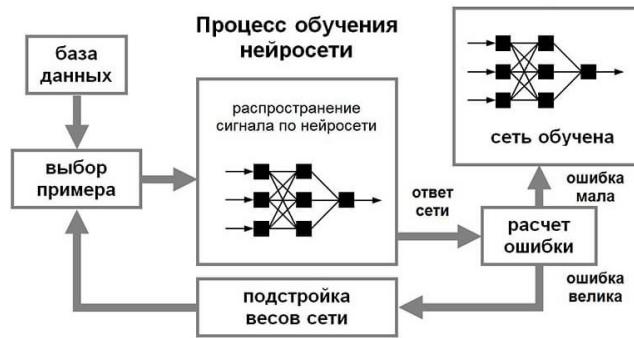 Процесс обучения
нейросети
база
данных
выбор
примера
распространение
сигнала по нейросети
ответ
сети
расчет
ошибки
ошибка
мала
сеть обучена
ошибка
велика
подстройка
весов сети